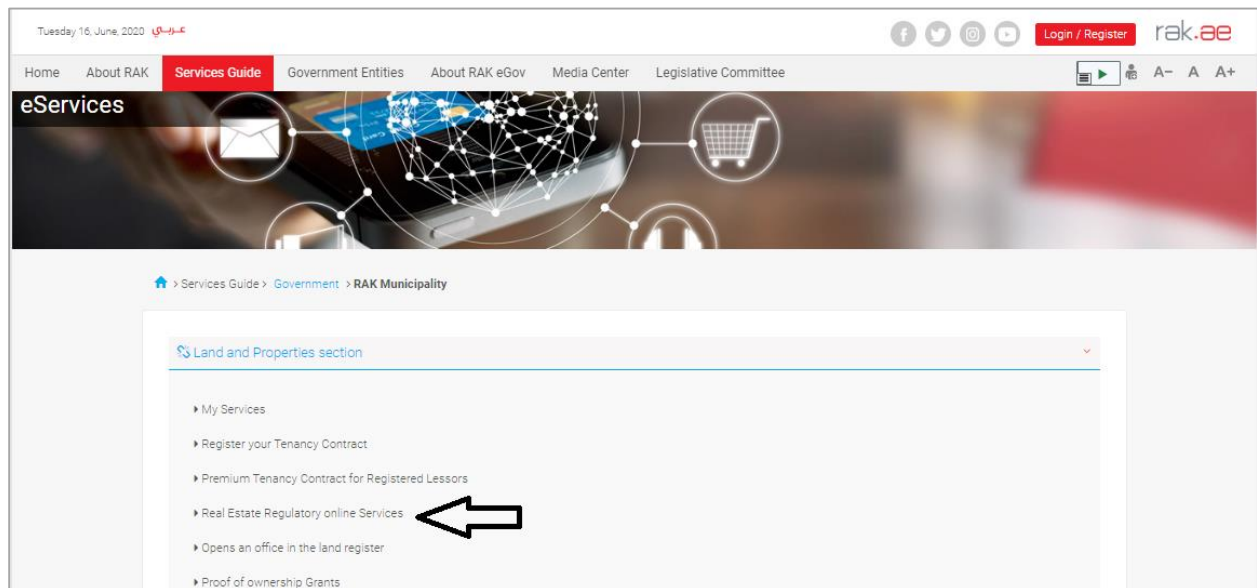 Tuesday 16, June, 2020 عـربـي
Login / Register
rak.ae
Home About RAK Services Guide Government Entities About RAK eGov Media Center Legislative Committee
A- A A+
eServices
> Services Guide > Government > RAK Municipality
Land and Properties section
My Services
Register your Tenancy Contract
Premium Tenancy Contract for Registered Lessors
Real Estate Regulatory online Services
Opens an office in the land register
Proof of ownership Grants